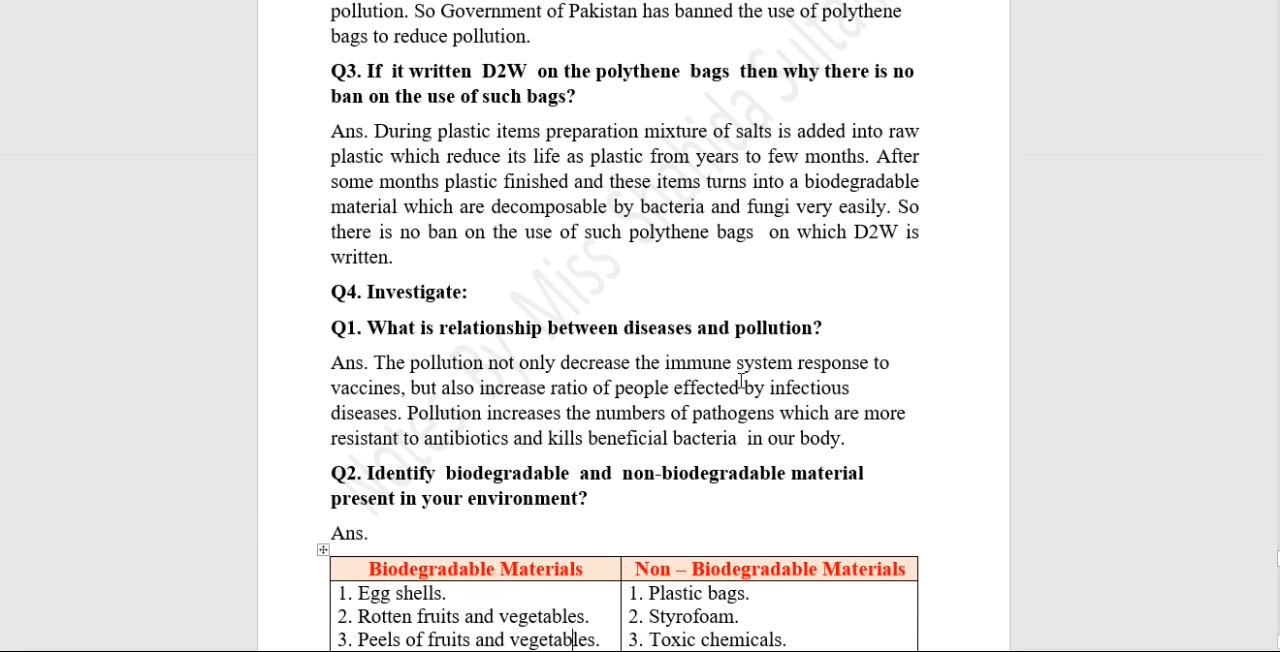 pollution. So Government of Pakistan has banned the use of polythene
bags to reduce pollution.
Q3. If it written D2W on the polythene bags then why there is no
ban on the use of such bags?
Ans. During plastic items preparation mixture of salts is added into raw
plastic which reduce its life as plastic from years to few months. After
some months plastic finished and these items turns into a biodegradable
material which are decomposable by bacteria and fungi very easily. So
there is no ban on the use of such polythene bags on which D2W is
written.
Q4. Investigate:
Q1. What is relationship between diseases and pollution?
Ans. The pollution not only decrease the immune system response to
vaccines, but also increase ratio of people effected by infectious
diseases. Pollution increases the numbers of pathogens which are more
resistant to antibiotics and kills beneficial bacteria in our body.
Q2. Identify biodegradable and non-biodegradable material
present in your environment?
Ans.
Biodegradable Materials Non – Biodegradable Materials
1. Egg shells. 1. Plastic bags.
2. Rotten fruits and vegetables. 2. Styrofoam.
3. Peels of fruits and vegetables. 3. Toxic chemicals.
Notes By Miss